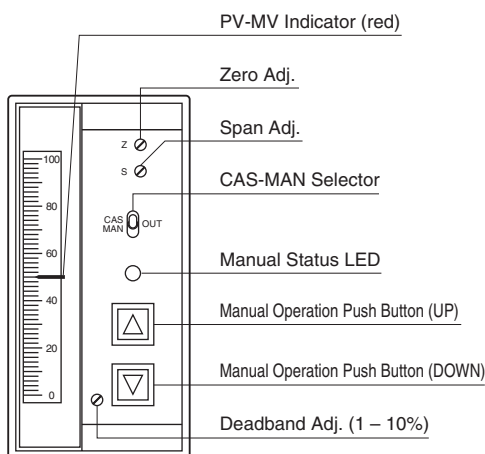 PV-MV Indicator (red)
Zero Adj.
Span Adj.
CAS-MAN Selector
Manual Status LED
Manual Operation Push Button (UP)
Manual Operation Push Button (DOWN)
Deadband Adj. (1 – 10%)
Z
S
CAS
MAN
OUT
100
80
60
40
20
0